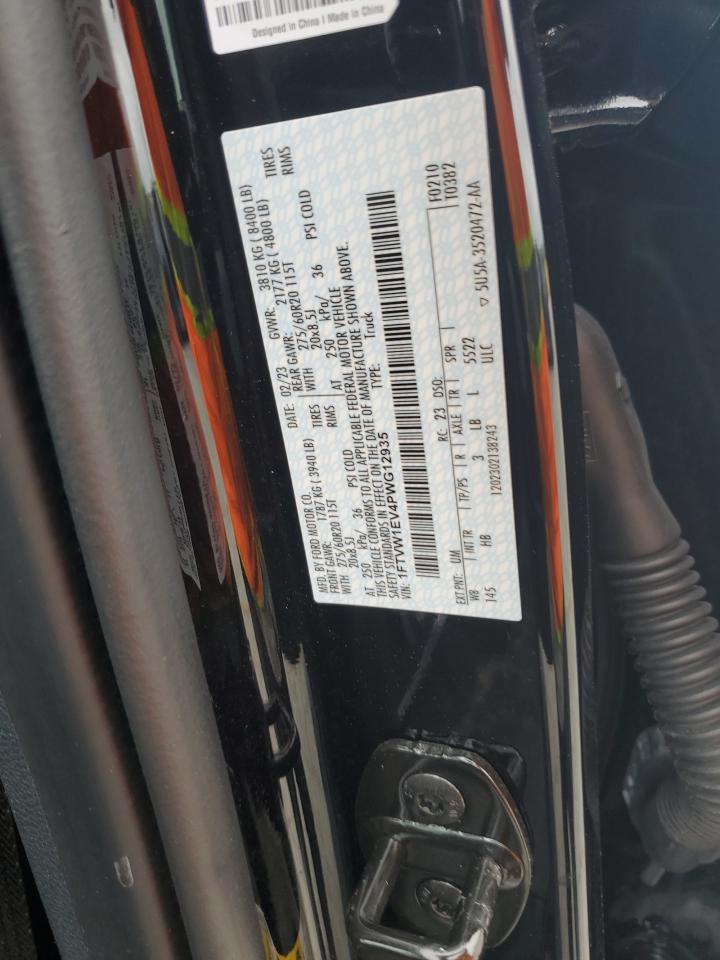 Designed in China | Made in China
MFD. BY FORD MOTOR CO. DATE: 02/23 GVWR: 3810 KG ( 8400 LB)
FRONT GAWR: 1787 KG ( 3940 LB) REAR GAWR: 2177 KG ( 4800 LB)
WITH 275/60R20 115T TIRES WITH 275/60R20 115T TIRES
20x8.5J RIMS 20x8.5J RIMS
AT 250 kPa/ 36 PSI COLD AT 250 kPa/ 36 PSI COLD
THIS VEHICLE CONFORMS TO ALL APPLICABLE FEDERAL MOTOR VEHICLE
SAFETY STANDARDS IN EFFECT ON THE DATE OF MANUFACTURE SHOWN ABOVE.
VIN: 1FTVW1EV4PWG12935 TYPE: Truck
F0210
EXT PNT: UM RC: 23 DSO: T0382
WB INT TR TP/PS R AXLE TR SPR
145 HB 3 LB L 5522
1202302138243 ULC ▽ 5U5A-3520472-AA